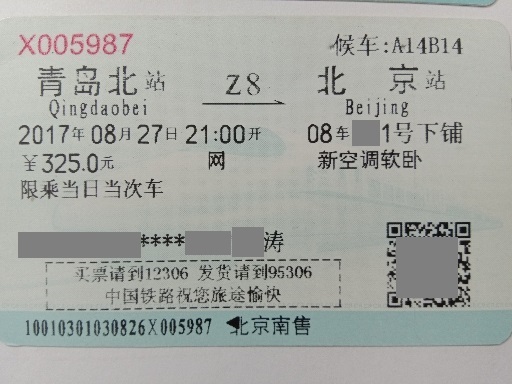 X005987 候车:A14B14
青岛北站 Z8 北京站
Qingdaobei Beijing
2017年08月27日21:00开 08车 1号下铺
￥325.0元 网 新空调软卧
限乘当日当次车
**** 涛
买票请到12306 发货请到95306
中国铁路祝您旅途愉快
10010301030826X005987 北京南售